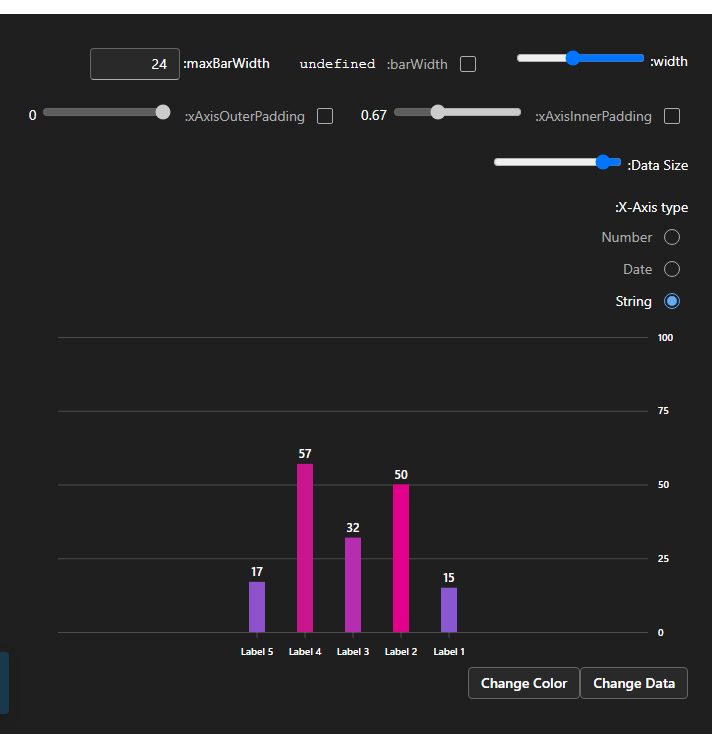 :width
:barWidth undefined
:maxBarWidth 24
:xAxisInnerPadding 0.67
:xAxisOuterPadding 0
:Data Size
:X-Axis type
Number
Date
String
100
75
50
25
0
17
57
32
50
15
Label 5 Label 4 Label 3 Label 2 Label 1
Change Color Change Data